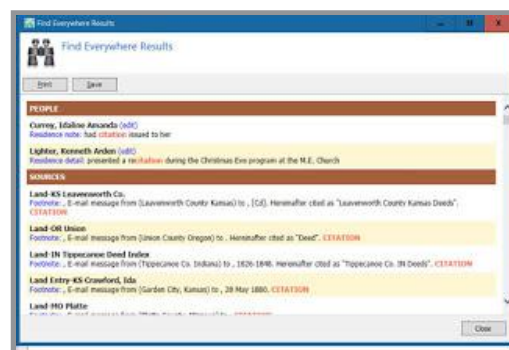 Find Everywhere Results
Find Everywhere Results
Print Save
PEOPLE
Currey, Idaline Amanda (edit)
Residence note: had citation issued to her
Lighter, Kenneth Arden (edit)
Residence detail: presented a recitation during the Christmas Eve program at the M.E. Church
SOURCES
Land-KS Leavenworth Co.
Footnote: , E-mail message from (Leavenworth County Kansas) to , [Cd]. Hereinafter cited as "Leavenworth County Kansas Deeds".
CITATION
Land-OR Union
Footnote: , E-mail message from (Union County Oregon) to . Hereinafter cited as "Deed". CITATION
Land-IN Tippecanoe Deed Index
Footnote: , E-mail message from (Tippecanoe Co. Indiana) to , 1826-1848. Hereinafter cited as "Tippecanoe Co. IN Deeds". CITATION
Land Entry-KS Crawford, Ida
Footnote: , E-mail message from (Garden City, Kansas) to , 28 May 1880. CITATION
Land-MO Platte
Close